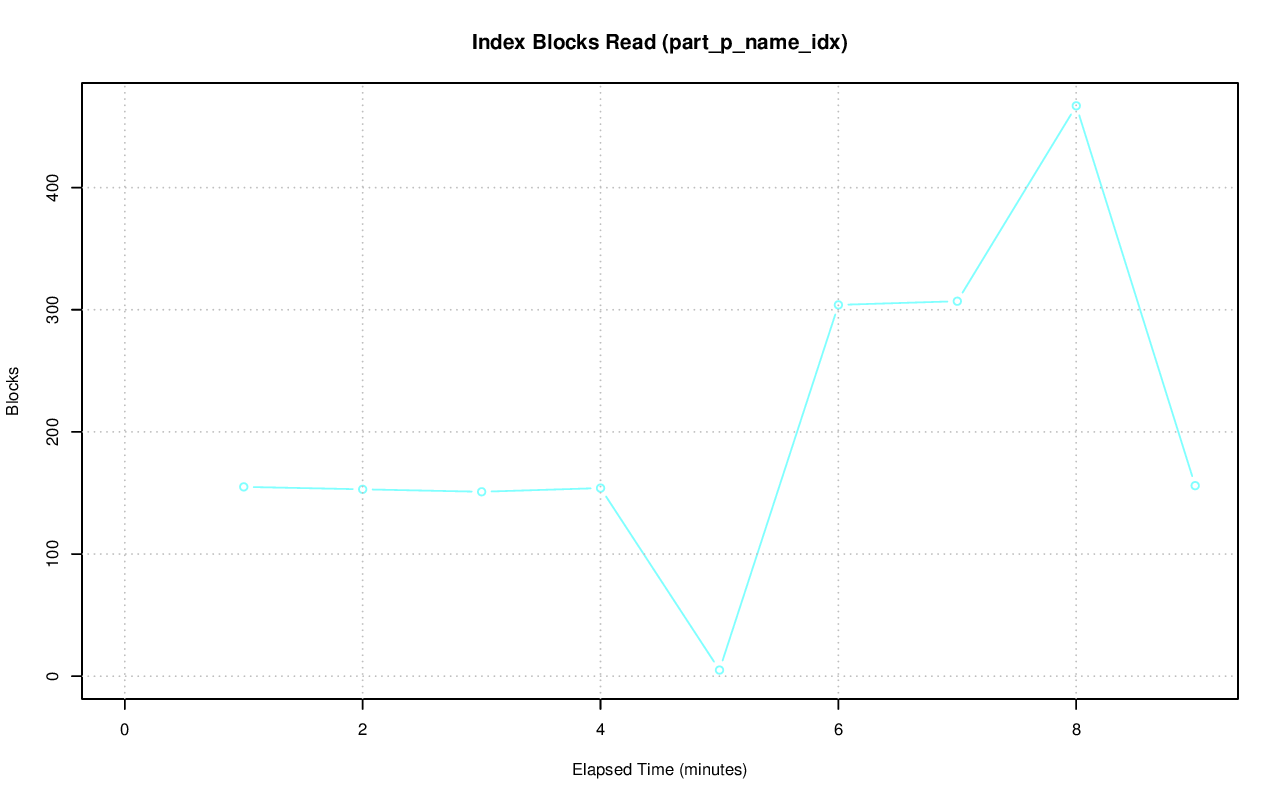 Index Blocks Read (part_p_name_idx)
Blocks
400
300
200
100
0
0 2 4 6 8
Elapsed Time (minutes)